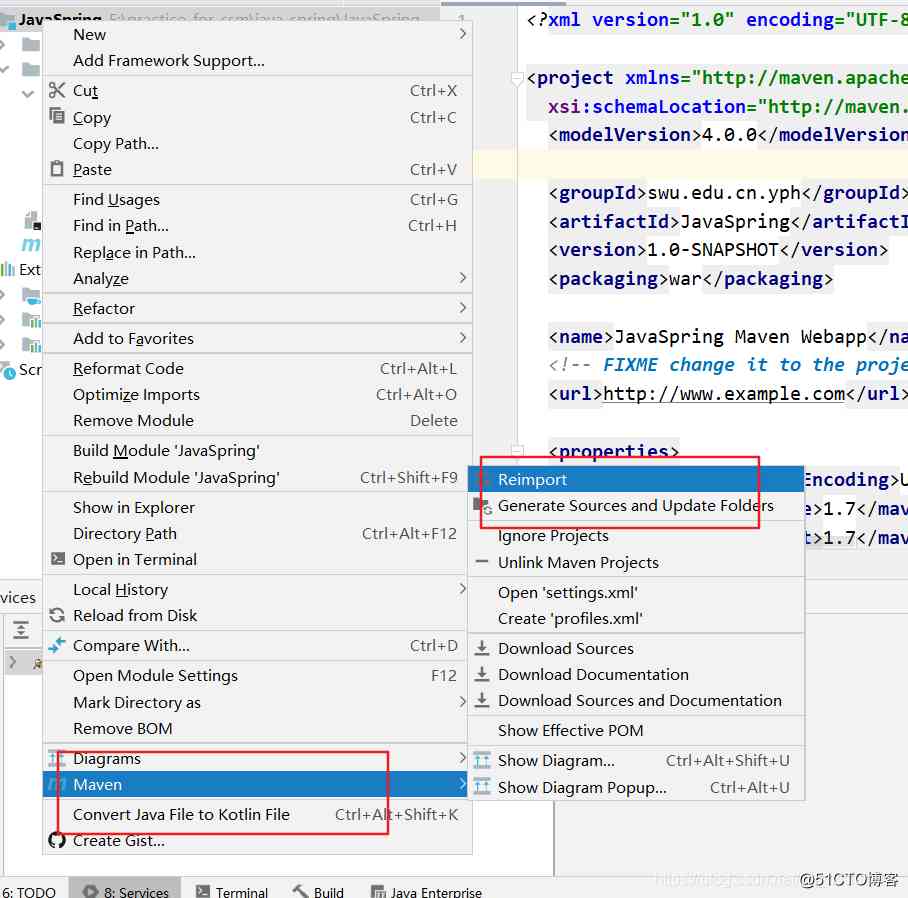 JavaSpring E:\practice-for-ssm\java-spring\JavaSpring
New
Add Framework Support...
Cut Ctrl+X
Copy Ctrl+C
Copy Path...
Paste Ctrl+V
Find Usages Ctrl+G
Find in Path... Ctrl+H
Replace in Path...
Analyze
Refactor
Add to Favorites
Reformat Code Ctrl+Alt+L
Optimize Imports Ctrl+Alt+O
Remove Module Delete
Build Module 'JavaSpring'
Rebuild Module 'JavaSpring' Ctrl+Shift+F9
Show in Explorer
Directory Path Ctrl+Alt+F12
Open in Terminal
Local History
Reload from Disk
Compare With... Ctrl+D
Open Module Settings F12
Mark Directory as
Remove BOM
Diagrams
Maven
Convert Java File to Kotlin File Ctrl+Alt+Shift+K
Create Gist...
Reimport
Generate Sources and Update Folders
Ignore Projects
Unlink Maven Projects
Open 'settings.xml'
Create 'profiles.xml'
Download Sources
Download Documentation
Download Sources and Documentation
Show Effective POM
Show Diagram... Ctrl+Alt+Shift+U
Show Diagram Popup... Ctrl+Alt+U
1
<?xml version="1.0" encoding="UTF-8
<project xmlns="http://maven.apache
xsi:schemaLocation="http://maven.
<modelVersion>4.0.0</modelVersion
<groupId>swu.edu.cn.yph</groupId>
<artifactId>JavaSpring</artifactI
<version>1.0-SNAPSHOT</version>
<packaging>war</packaging>
<name>JavaSpring Maven Webapp</na
<!-- FIXME change it to the proje
<url>http://www.example.com</url>
<properties>
Encoding>U
e>1.7</mav
t>1.7</mav
Ext
Scr
vices
6: TODO
8: Services
Terminal
Build
Java Enterprise
@51CTO博客